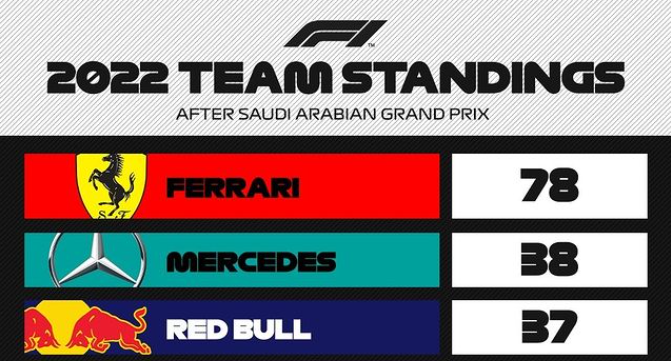 F1
2022 TEAM STANDINGS
AFTER SAUDI ARABIAN GRAND PRIX
S F
FERRARI 78
MERCEDES 38
RED BULL 37